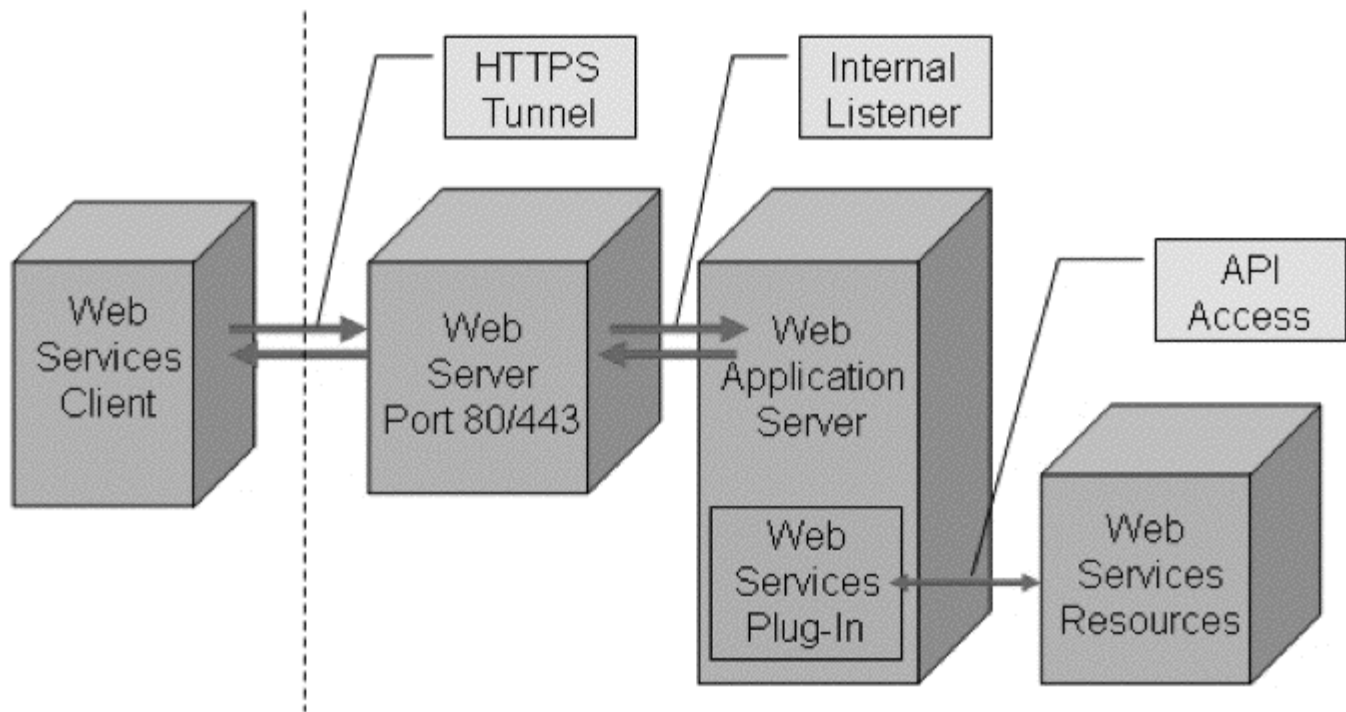 HTTPS
Tunnel
Internal
Listener
API
Access
Web
Services
Client
Web
Server
Port 80/443
Web
Application
Server
Web
Services
Plug-In
Web
Services
Resources